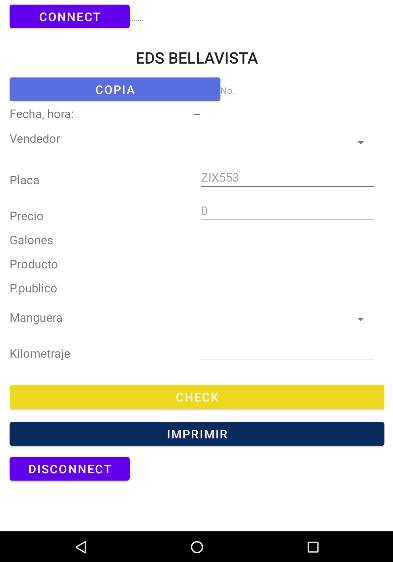 CONNECT .......
EDS BELLAVISTA
COPIA No.
Fecha, hora: --
Vendedor
Placa ZIX553
Precio 0
Galones
Producto
P.publico
Manguera
Kilometraje
CHECK
IMPRIMIR
DISCONNECT